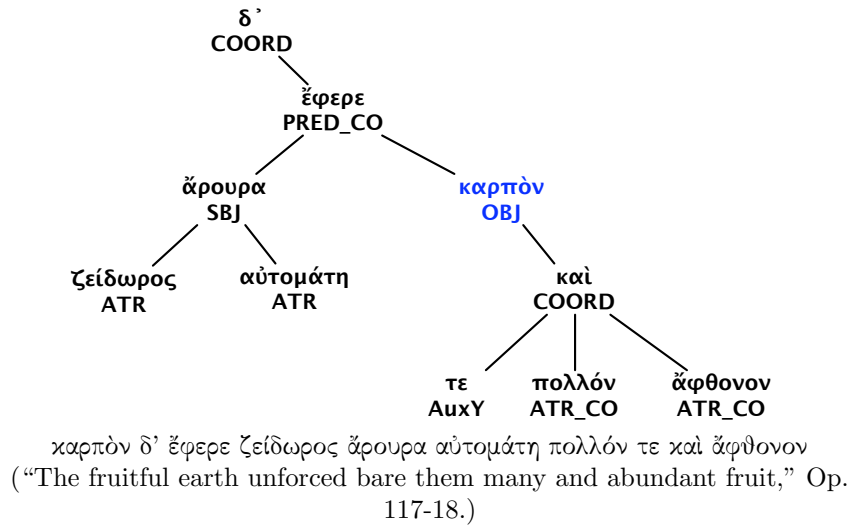 δ᾽
COORD
ἔφερε
PRED_CO
ἄρουρα καρπὸν
SBJ OBJ
ζείδωρος αὐτομάτη καὶ
ATR ATR COORD
τε πολλόν ἄφθονον
AuxY ATR_CO ATR_CO
καρπὸν δ’ ἔφερε ζείδωρος ἄρουρα αὐτομάτη πολλόν τε καὶ ἄφθονον
(“The fruitful earth unforced bare them many and abundant fruit,” Op.
117-18.)